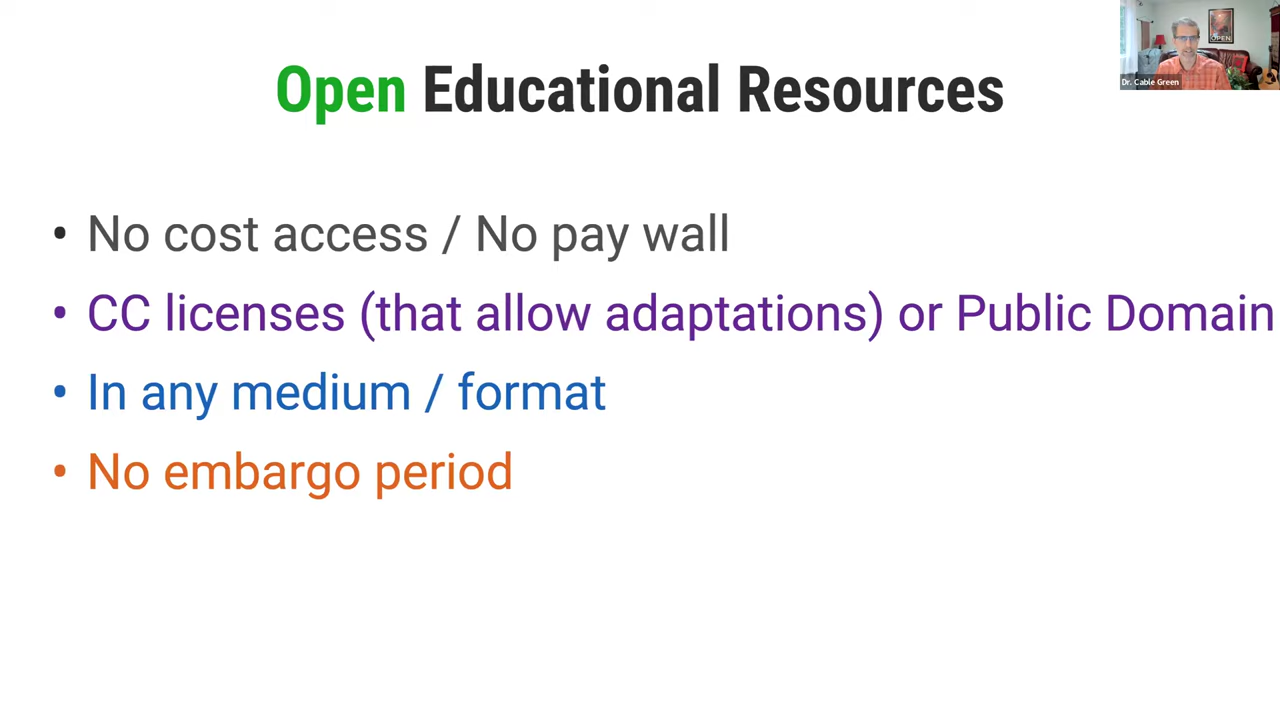 Open Educational Resources
• No cost access / No pay wall
• CC licenses (that allow adaptations) or Public Domain
• In any medium / format
• No embargo period
OPEN
Dr. Cable Green